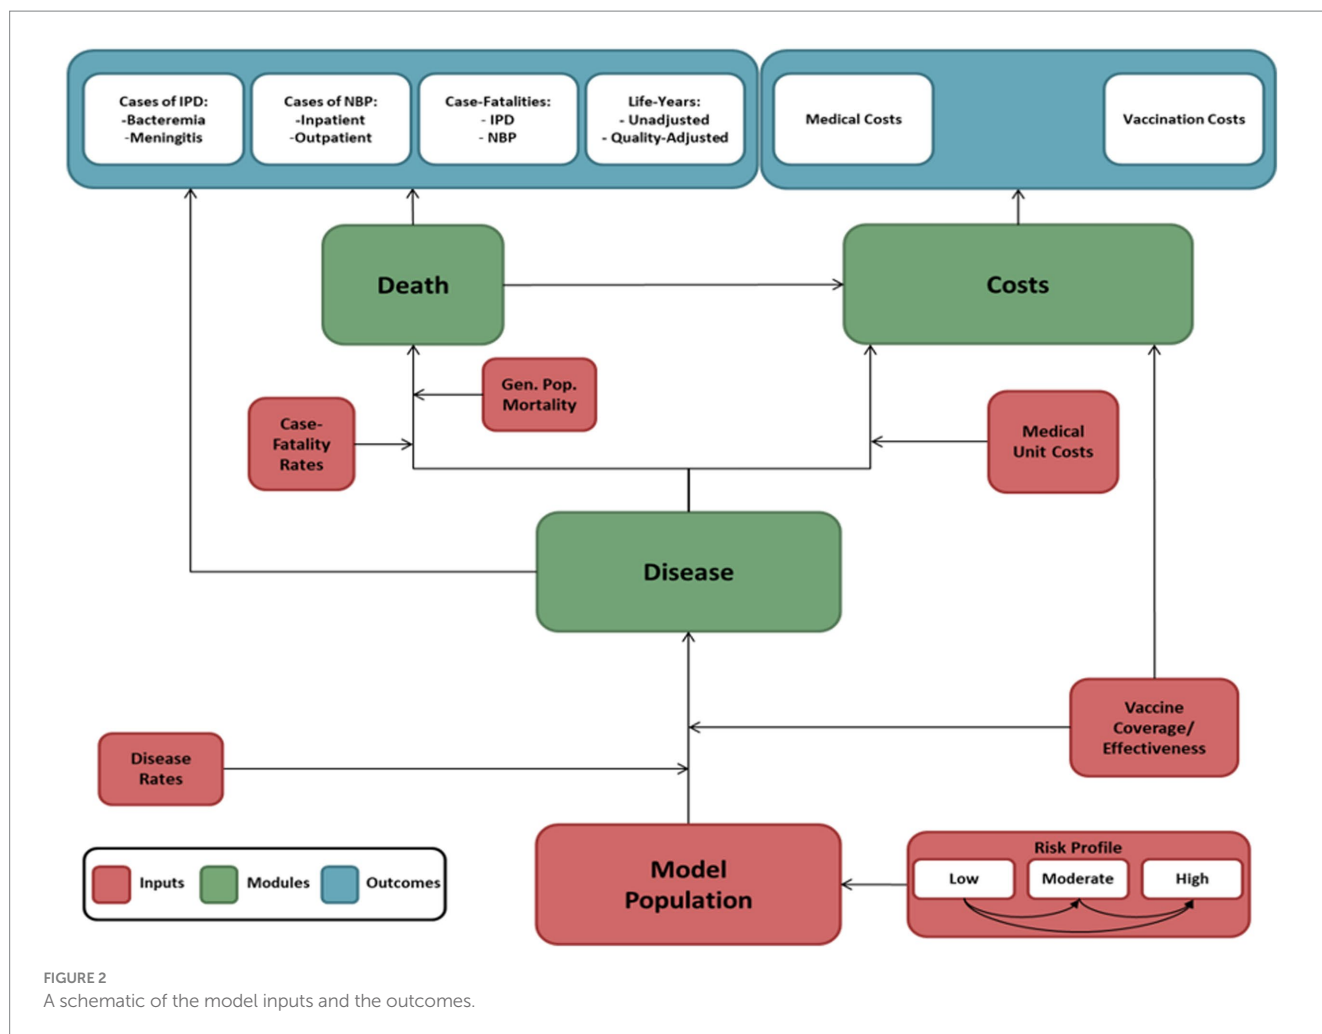 Cases of IPD:
-Bacteremia
-Meningitis
Cases of NBP:
-Inpatient
-Outpatient
Case-Fatalities:
- IPD
- NBP
Life-Years:
- Unadjusted
- Quality-Adjusted
Medical Costs
Vaccination Costs
Death
Costs
Gen. Pop.
Mortality
Case-
Fatality
Rates
Medical
Unit Costs
Disease
Vaccine
Coverage/
Effectiveness
Disease
Rates
Model
Population
Risk Profile
Low
Moderate
High
Inputs
Modules
Outcomes
FIGURE 2
A schematic of the model inputs and the outcomes.